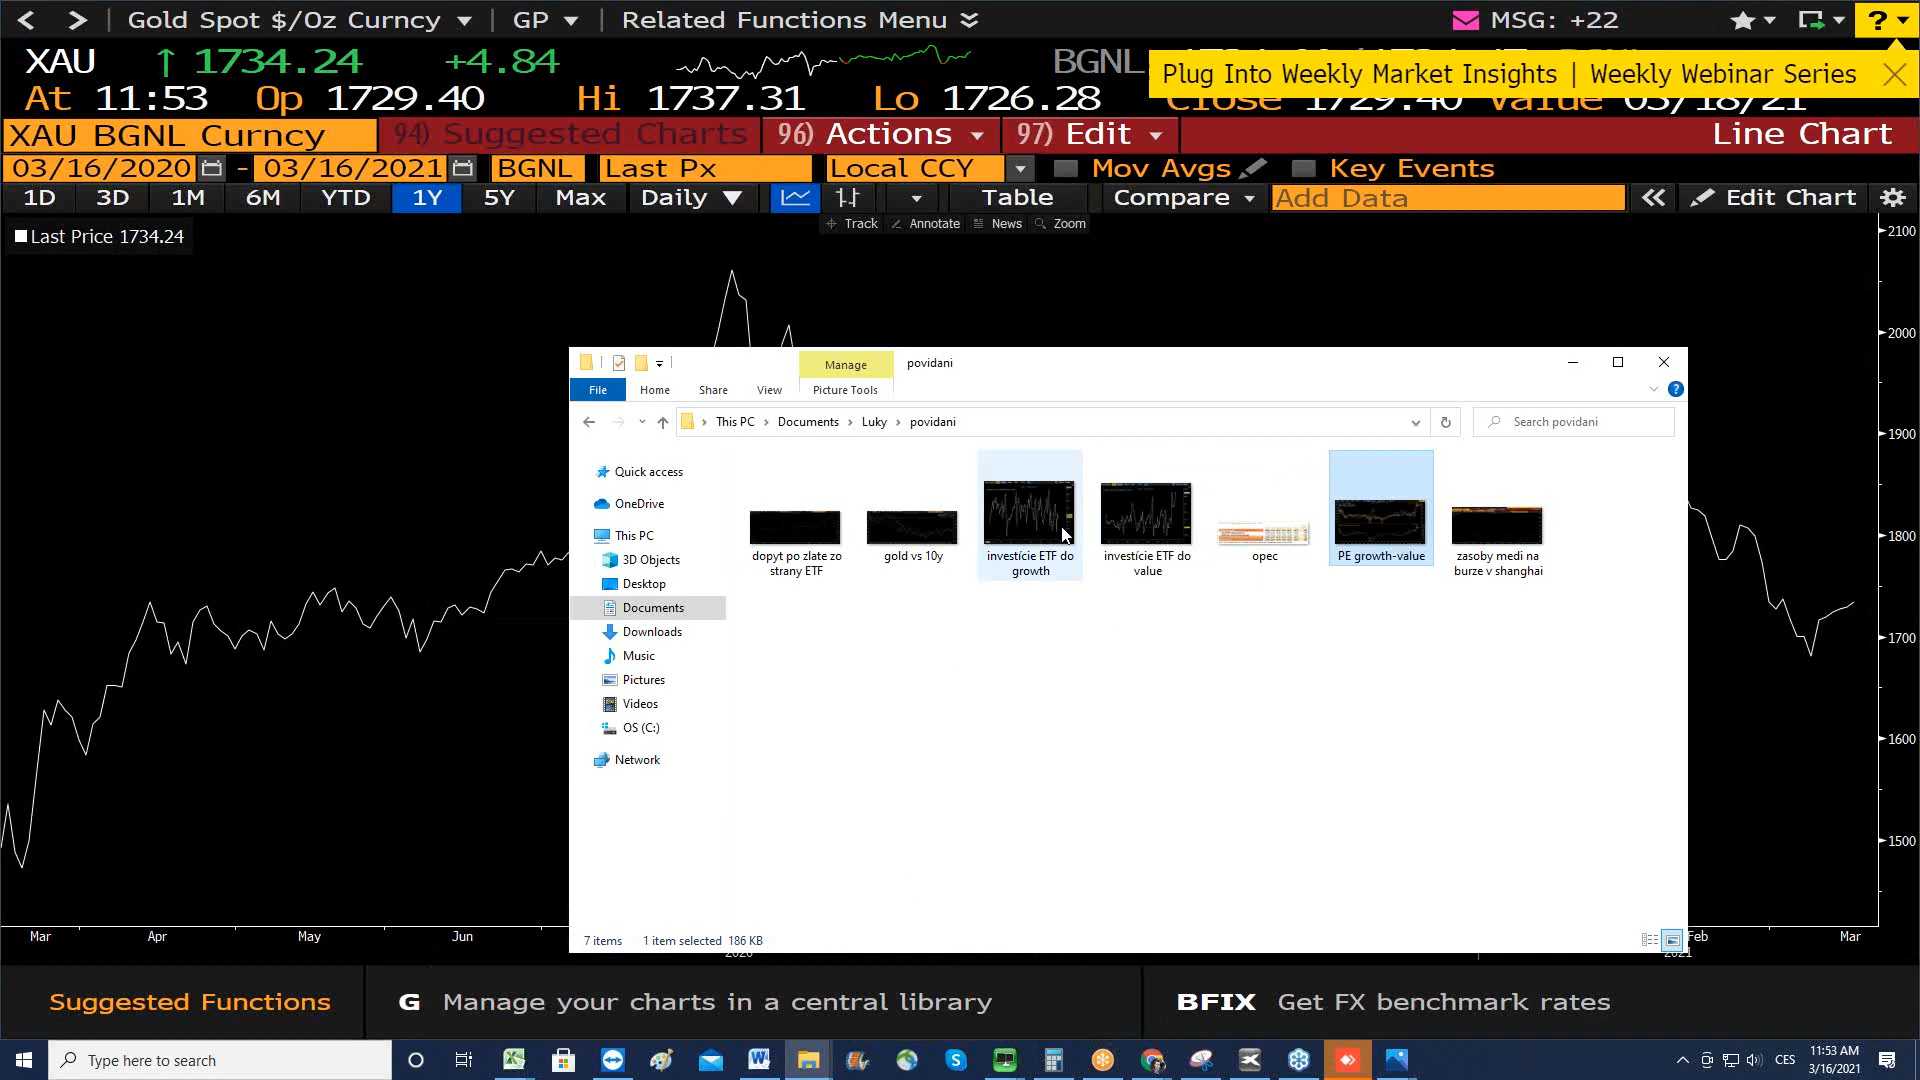 Gold Spot $/Oz Curncy
GP
Related Functions Menu
MSG: +22
?
XAU ↑ 1734.24 +4.84
BGNL
Plug Into Weekly Market Insights | Weekly Webinar Series
At 11:53 Op 1729.40 Hi 1737.31 Lo 1726.28 Close 1729.40 Value 03/18/21
XAU BGNL Curncy
94) Suggested Charts
96) Actions
97) Edit
Line Chart
03/16/2020 - 03/16/2021
BGNL
Last Px
Local CCY
Mov Avgs
Key Events
1D 3D 1M 6M YTD 1Y 5Y Max Daily ▼
Table
Compare
Add Data
Edit Chart
Track
Annotate
News
Zoom
Last Price 1734.24
2100
2000
1900
1800
1700
1600
1500
Manage
povidani
File
Home
Share
View
Picture Tools
This PC › Documents › Luky › povidani
Search povidani
Quick access
OneDrive
This PC
3D Objects
Desktop
Documents
Downloads
Music
Pictures
Videos
OS (C:)
Network
dopyt po zlate zo
strany ETF
gold vs 10y
investície ETF do
growth
investície ETF do
value
opec
PE growth-value
zasoby medi na
burze v shanghai
7 items
1 item selected 186 KB
Mar
Apr
May
Jun
Feb
Mar
2020
2021
Suggested Functions
G Manage your charts in a central library
BFIX Get FX benchmark rates
Type here to search
CES
11:53 AM
3/16/2021